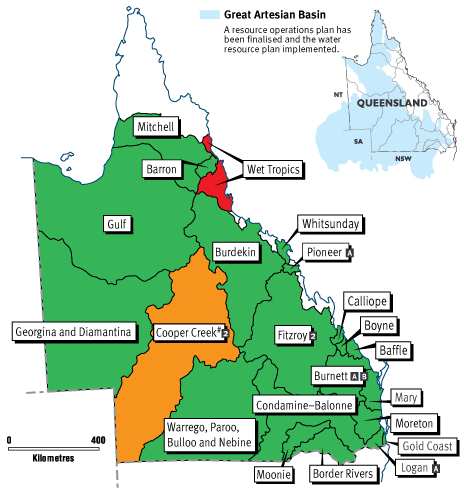 Great Artesian Basin
A resource operations plan has
been finalised and the water
resource plan implemented.
NT
QUEENSLAND
SA
NSW
Mitchell
Barron
Wet Tropics
Gulf
Whitsunday
Burdekin
Pioneer A
Calliope
Georgina and Diamantina
Cooper Creek# 2
Fitzroy 2
Boyne
Baffle
Burnett A B
Mary
Condamine–Balonne
Moreton
Warrego, Paroo,
Bulloo and Nebine
Gold Coast
0 400
Kilometres
Moonie
Border Rivers
Logan A